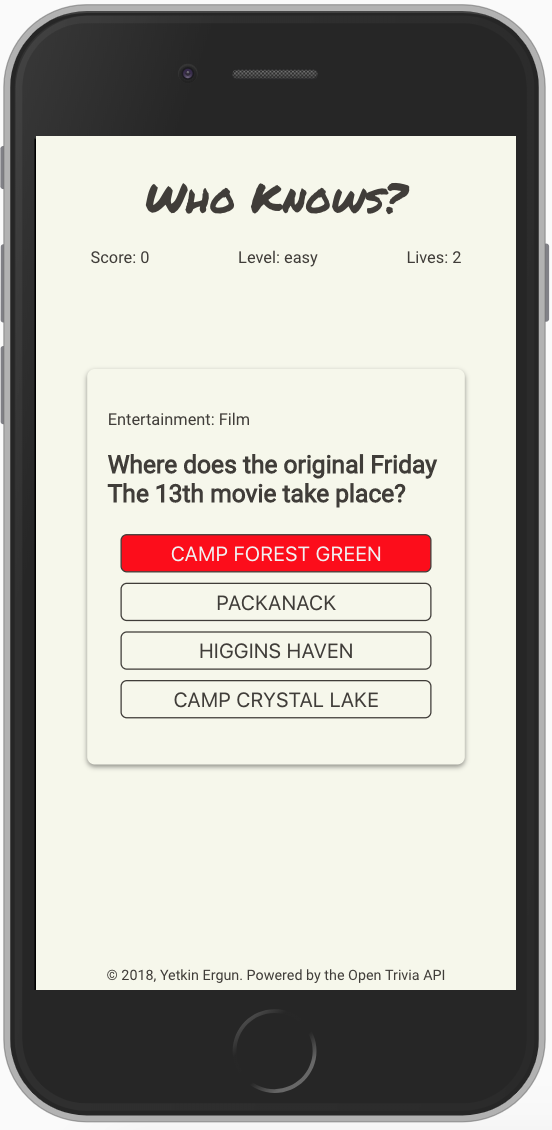 Who Knows?
Score: 0 Level: easy Lives: 2
Entertainment: Film
Where does the original Friday
The 13th movie take place?
CAMP FOREST GREEN
PACKANACK
HIGGINS HAVEN
CAMP CRYSTAL LAKE
© 2018, Yetkin Ergun. Powered by the Open Trivia API